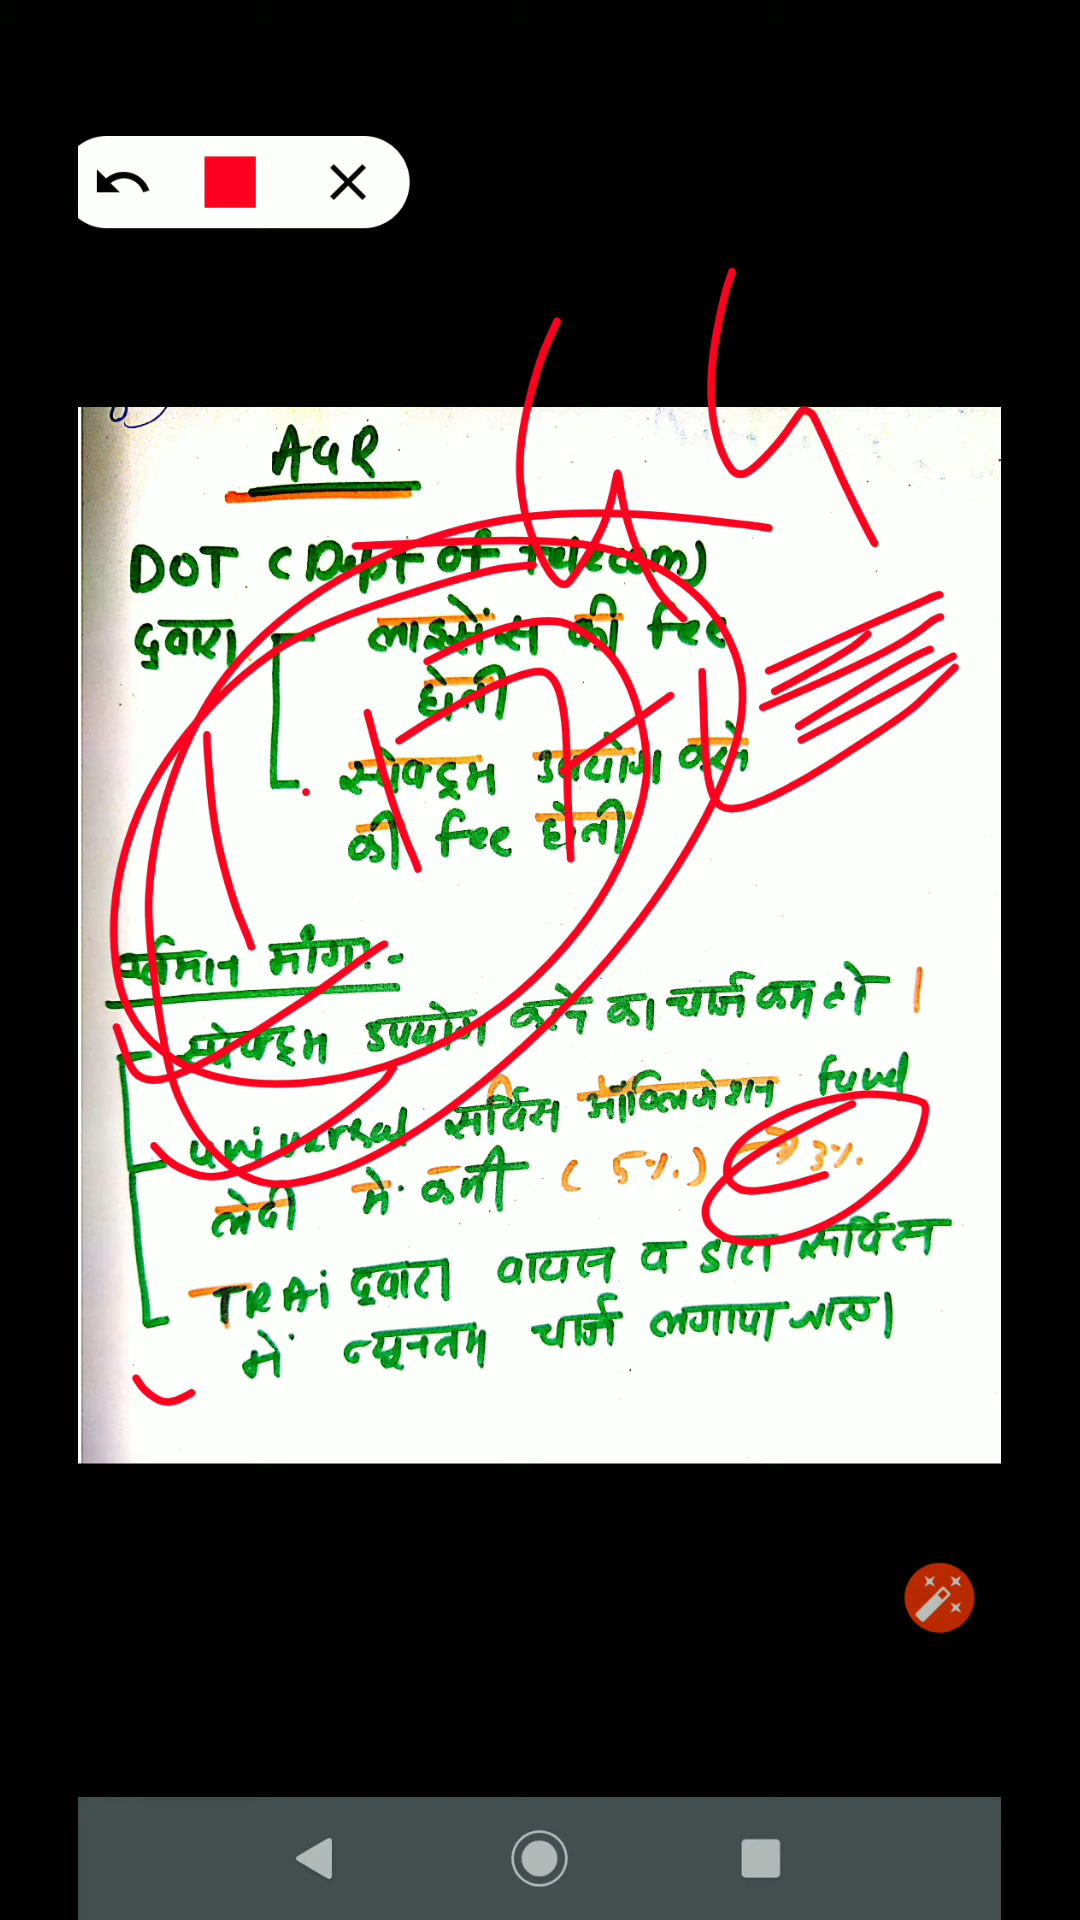 AGR
DOT (Dept of Telecom)
द्वारा लाइसेंस की fee
होती
स्पेक्ट्रम उपयोग करने
की fee होती
वर्तमान मांग:-
स्पेक्ट्रम उपयोग करने का चार्ज कम हो।
universal सर्विस ऑब्लिगेशन fund
लेवी में कमी (5%) → 3%.
TRAi द्वारा वायस व डाटा सर्विस
में न्यूनतम चार्ज लगाया जाए।